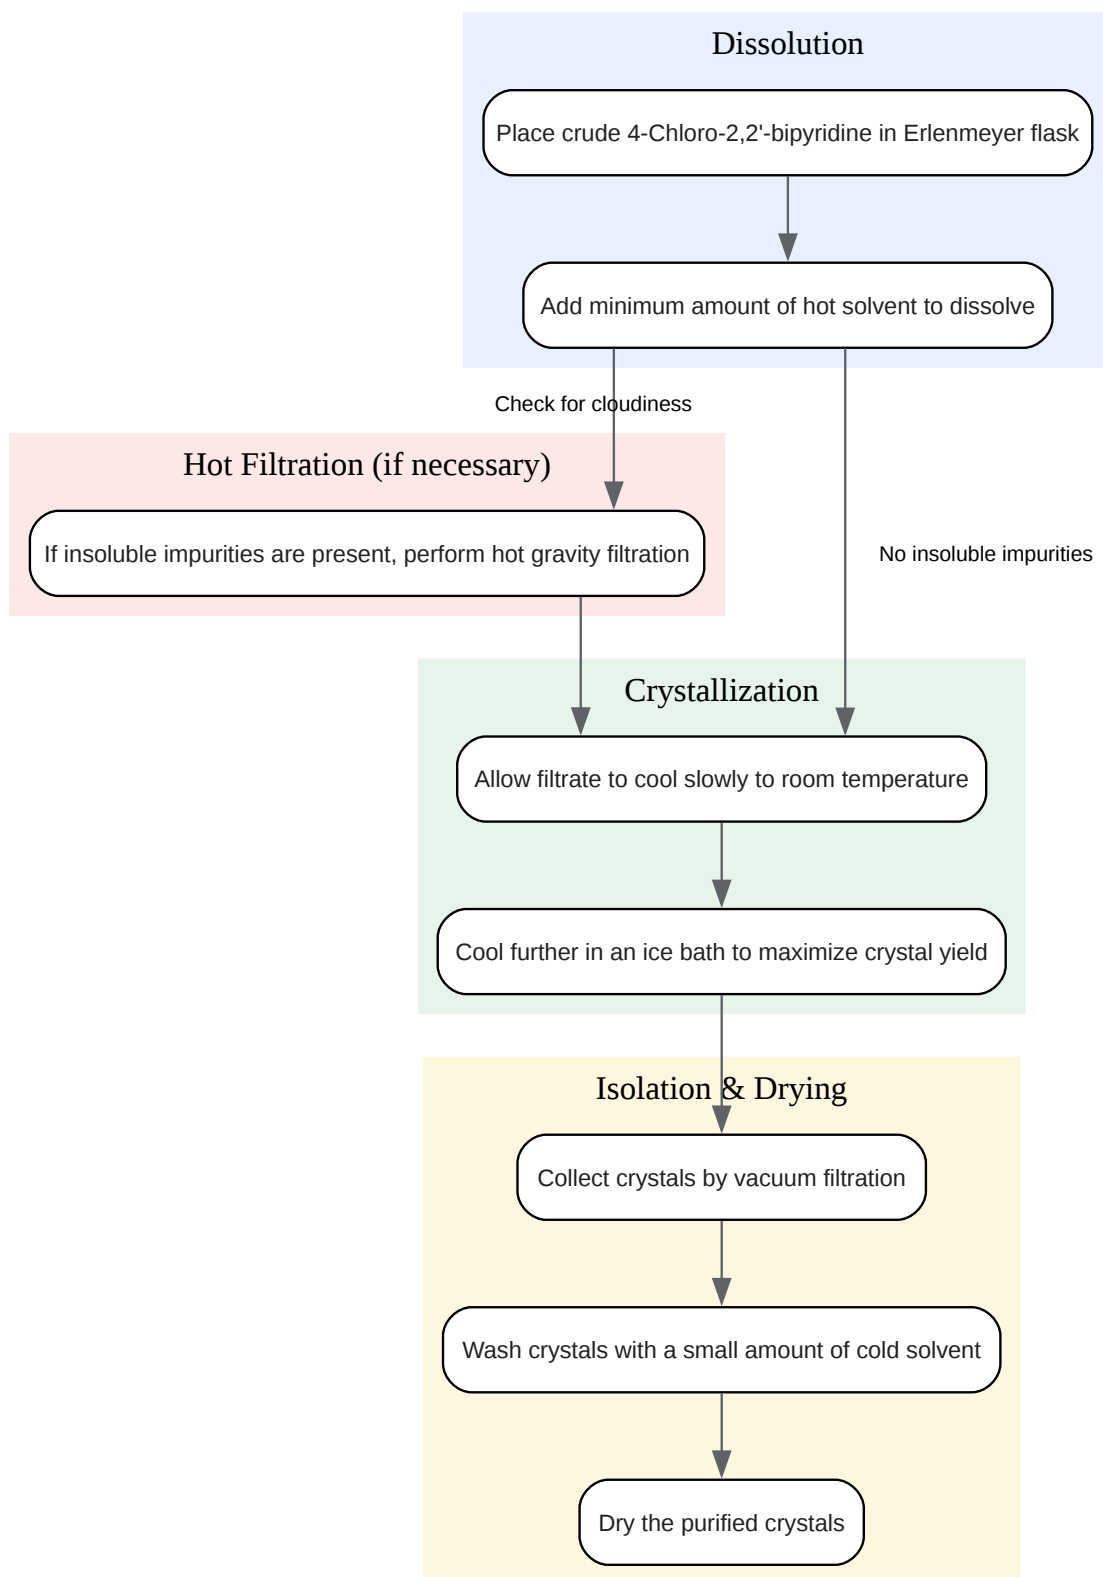 Dissolution
Place crude 4-Chloro-2,2'-bipyridine in Erlenmeyer flask
Add minimum amount of hot solvent to dissolve
Check for cloudiness
Hot Filtration (if necessary)
If insoluble impurities are present, perform hot gravity filtration
No insoluble impurities
Crystallization
Allow filtrate to cool slowly to room temperature
Cool further in an ice bath to maximize crystal yield
Isolation & Drying
Collect crystals by vacuum filtration
Wash crystals with a small amount of cold solvent
Dry the purified crystals